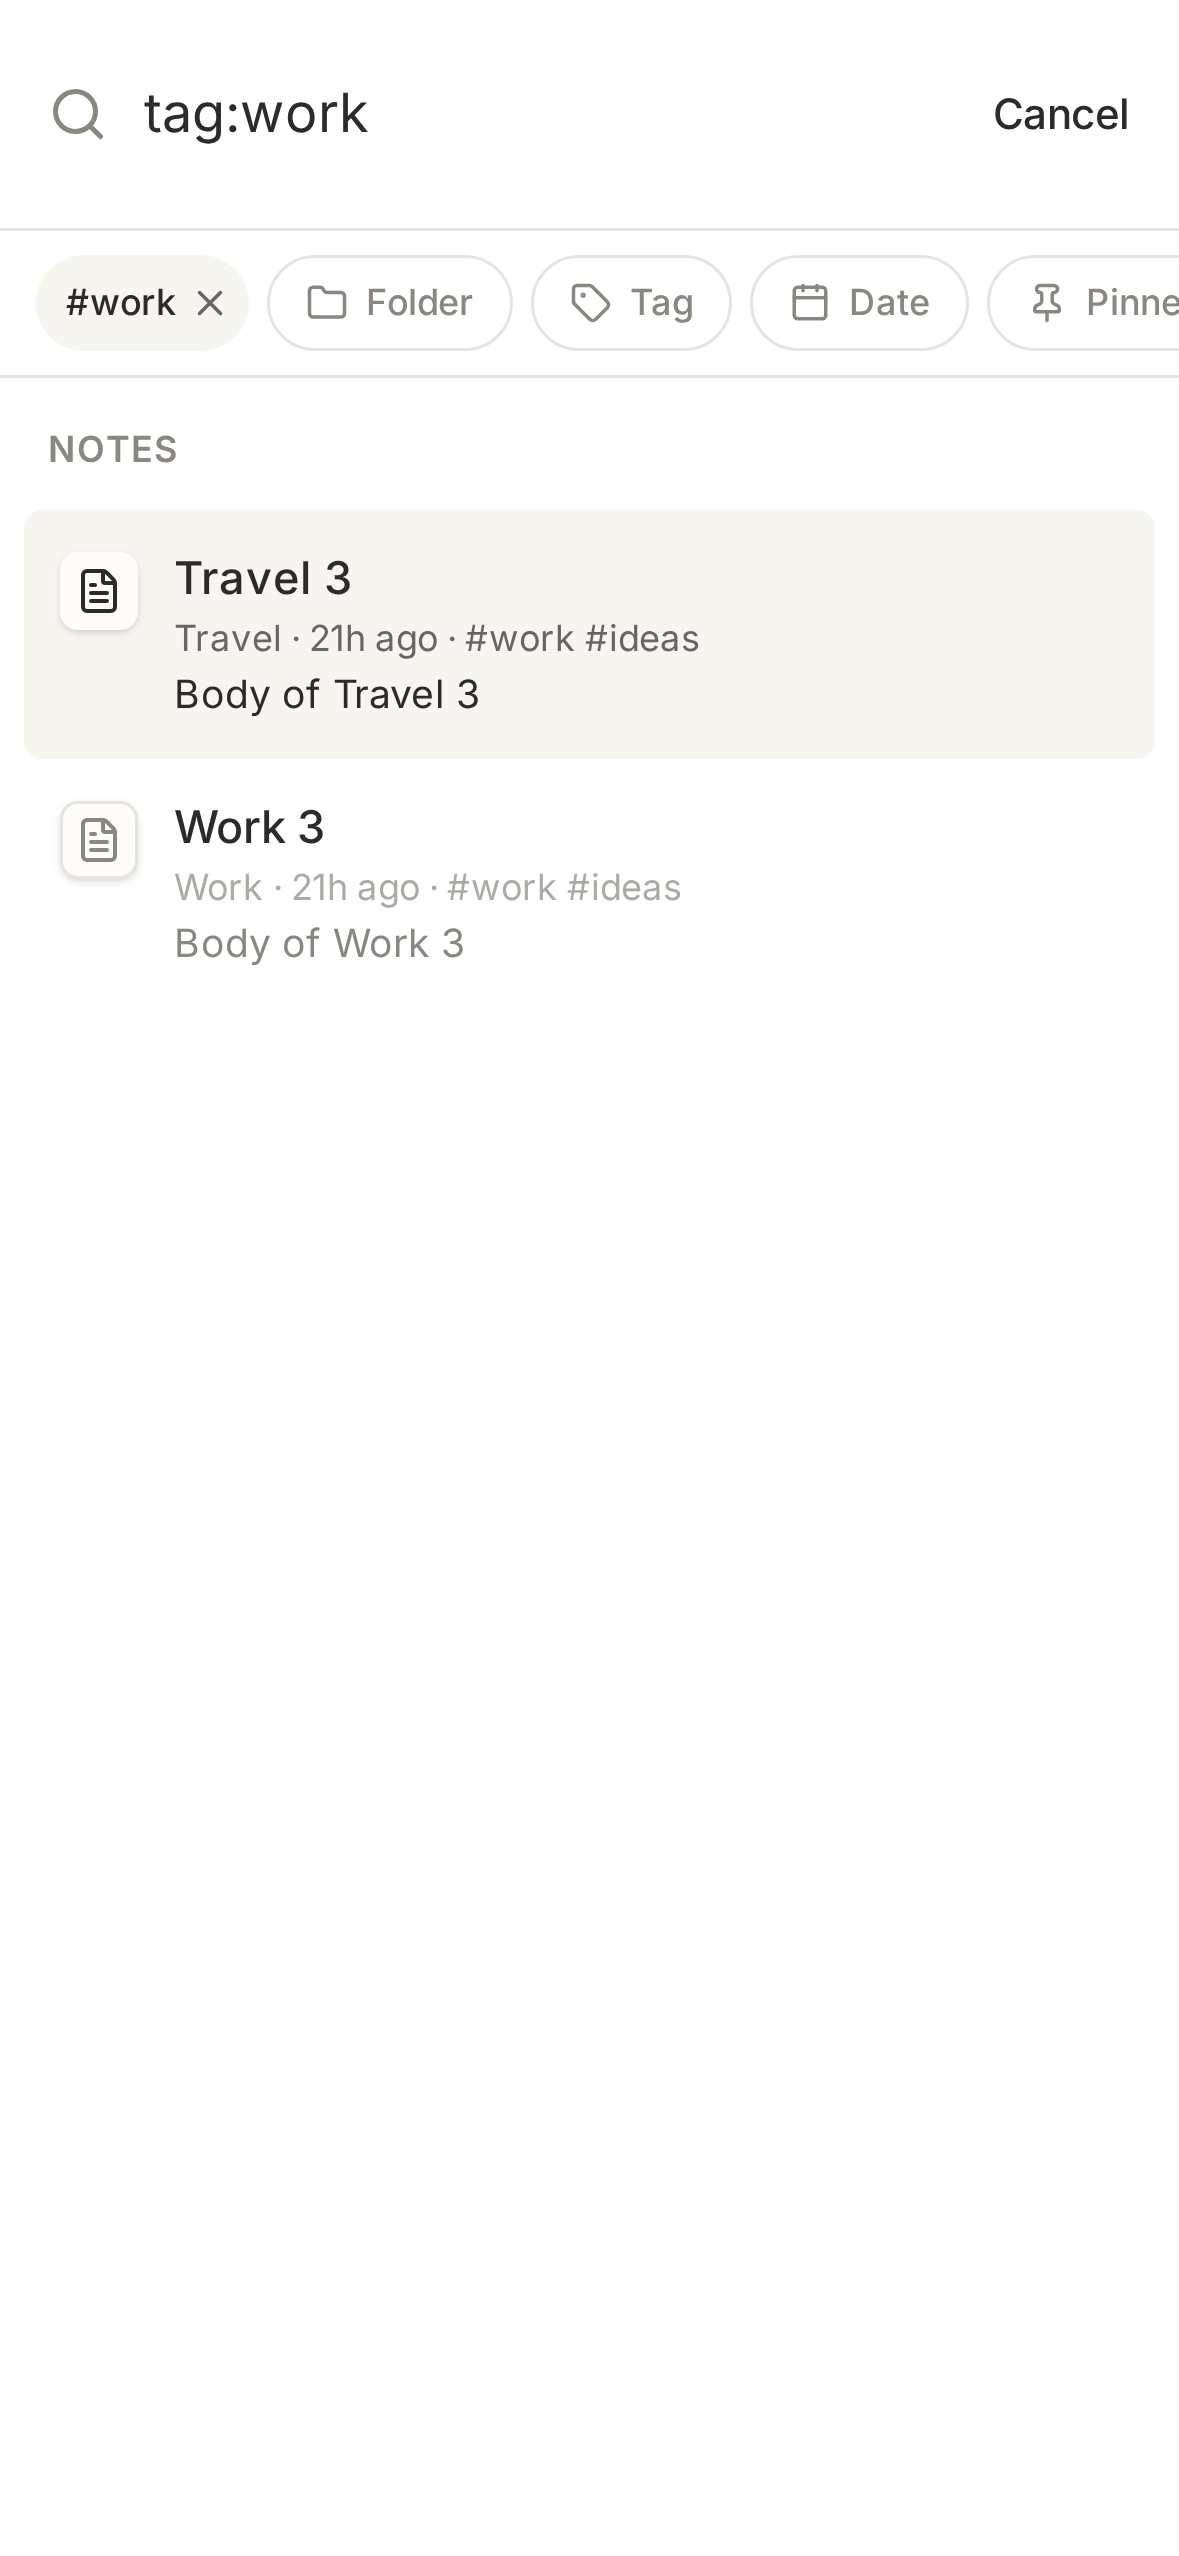 tag:work
Cancel
#work
Folder
Tag
Date
Pinne
NOTES
Travel 3
Travel · 21h ago · #work #ideas
Body of Travel 3
Work 3
Work · 21h ago · #work #ideas
Body of Work 3